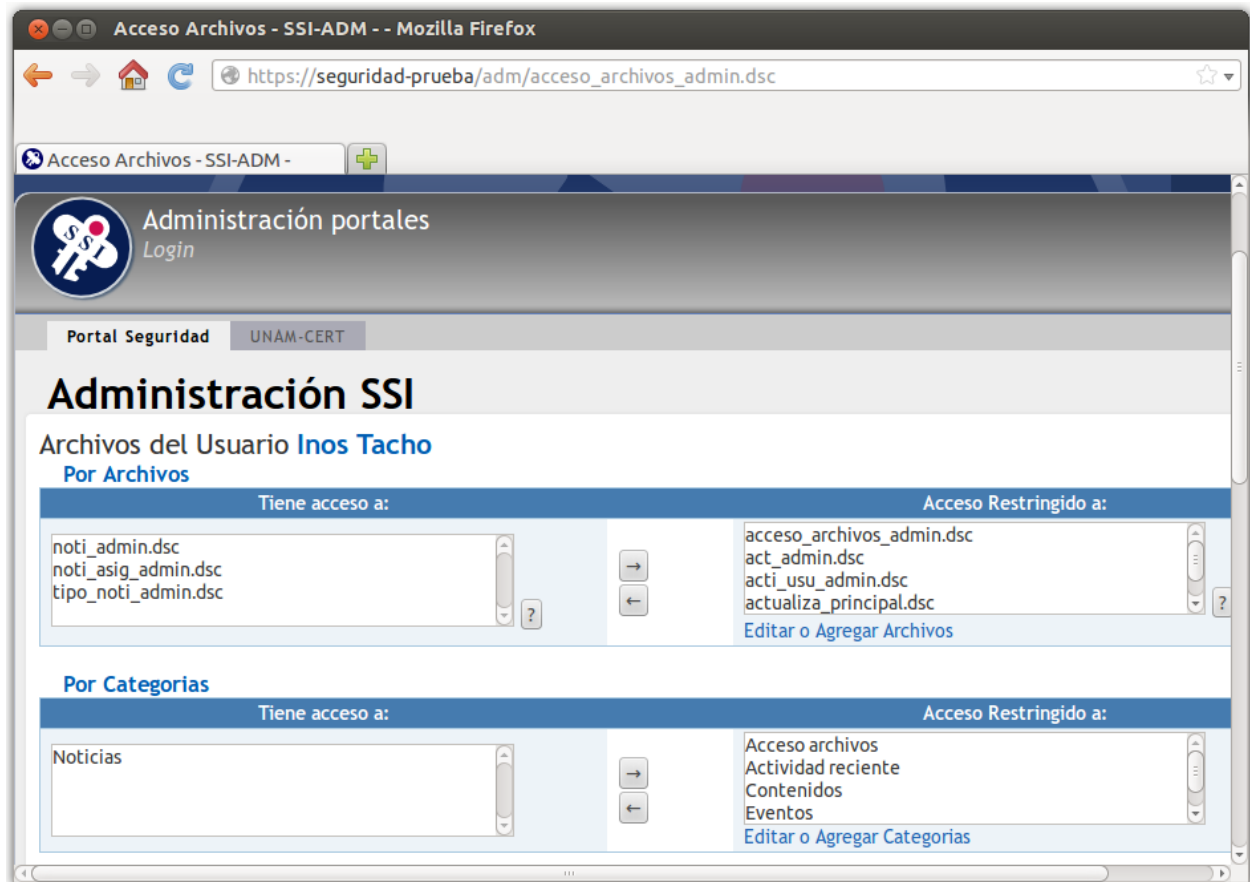 Acceso Archivos - SSI-ADM - - Mozilla Firefox
https://seguridad-prueba/adm/acceso_archivos_admin.dsc
Acceso Archivos - SSI-ADM -
SSI
Administración portales
Login
Portal Seguridad UNAM-CERT
Administración SSI
Archivos del Usuario Inos Tacho
Por Archivos
Tiene acceso a: Acceso Restringido a:
noti_admin.dsc
noti_asig_admin.dsc
tipo_noti_admin.dsc
?
→
←
acceso_archivos_admin.dsc
act_admin.dsc
acti_usu_admin.dsc
actualiza_principal.dsc
?
Editar o Agregar Archivos
Por Categorias
Tiene acceso a: Acceso Restringido a:
Noticias
→
←
Acceso archivos
Actividad reciente
Contenidos
Eventos
Editar o Agregar Categorias